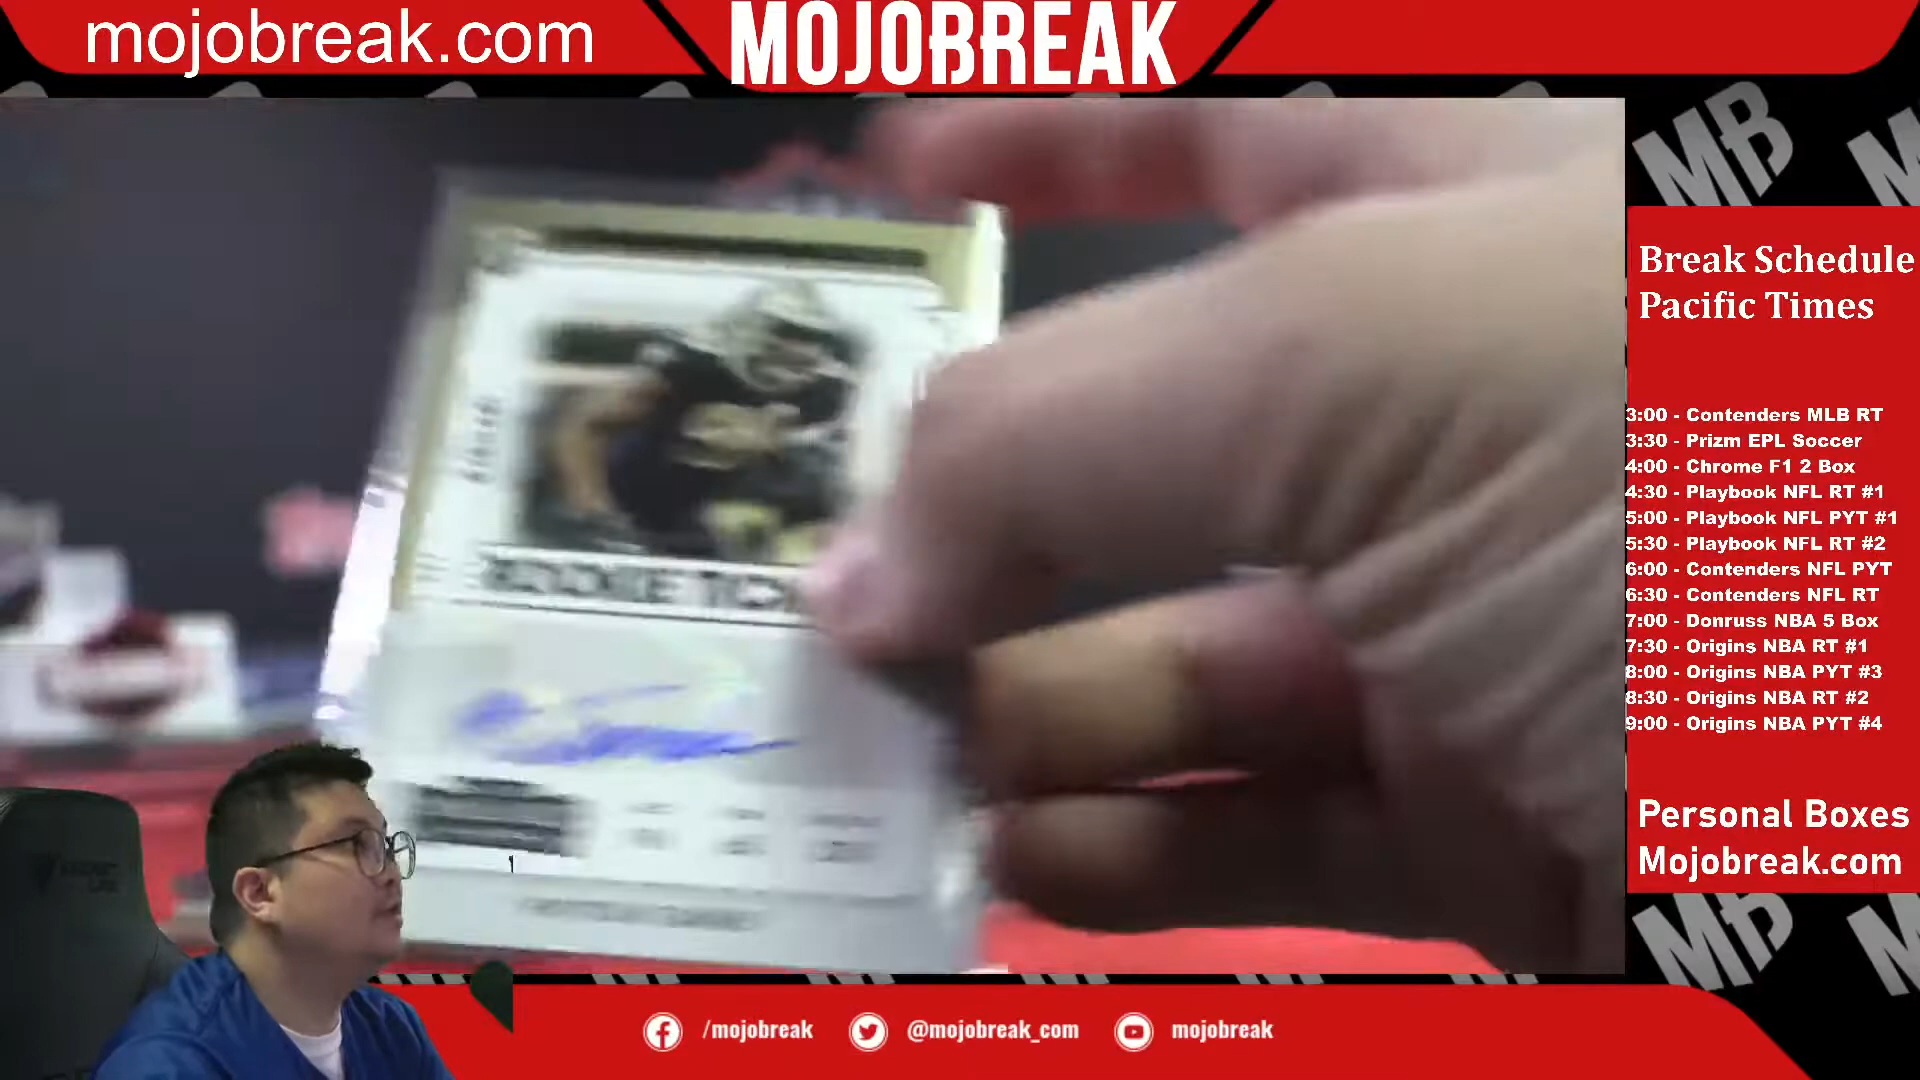 mojobreak.com
MOJOBREAK
ROOKIE TICK
Break Schedule
Pacific Times
3:00 - Contenders MLB RT
3:30 - Prizm EPL Soccer
4:00 - Chrome F1 2 Box
4:30 - Playbook NFL RT #1
5:00 - Playbook NFL PYT #1
5:30 - Playbook NFL RT #2
6:00 - Contenders NFL PYT
6:30 - Contenders NFL RT
7:00 - Donruss NBA 5 Box
7:30 - Origins NBA RT #1
8:00 - Origins NBA PYT #3
8:30 - Origins NBA RT #2
9:00 - Origins NBA PYT #4
Personal Boxes
Mojobreak.com
MB
MB
/mojobreak
@mojobreak_com
mojobreak